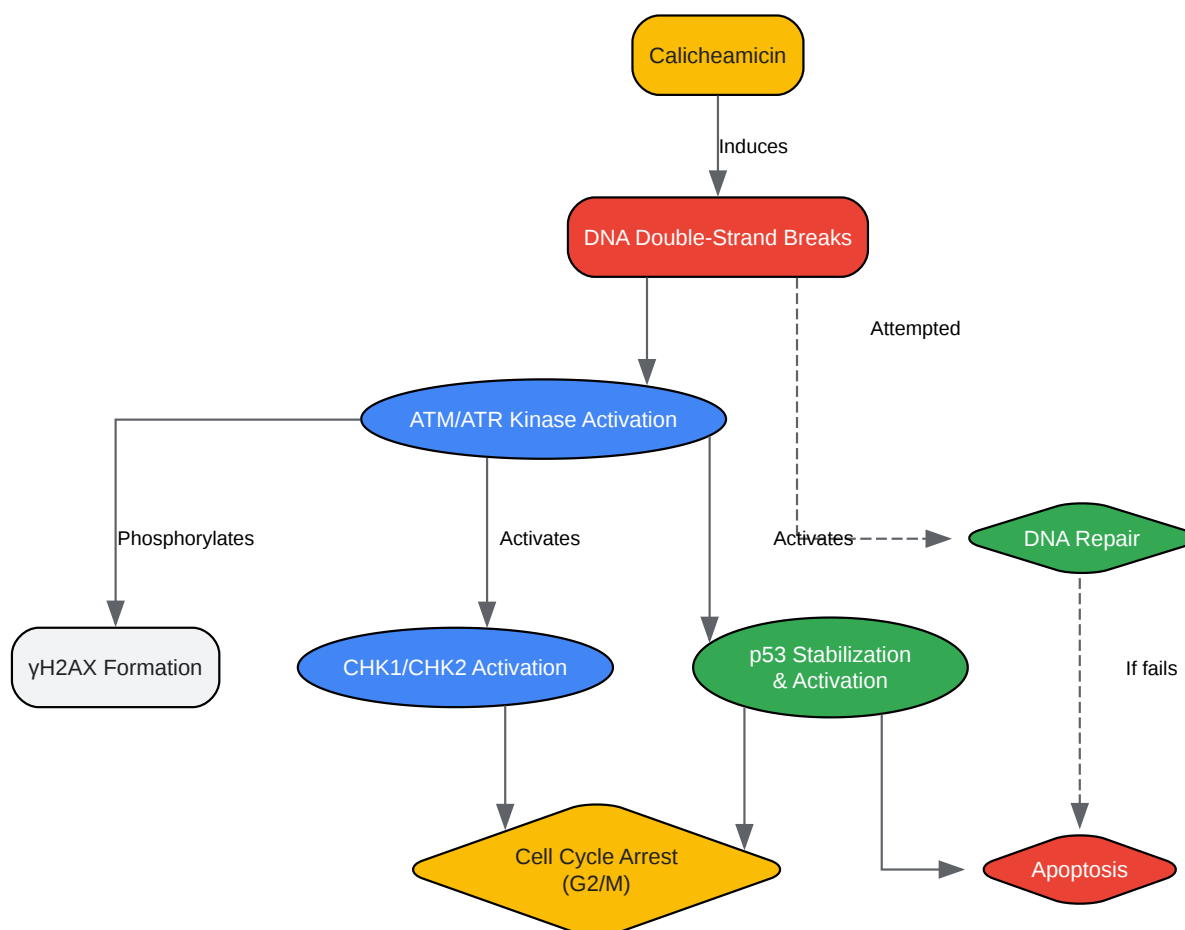 Calicheamicin
Induces
DNA Double-Strand Breaks
Attempted
ATM/ATR Kinase Activation
Phosphorylates
Activates
Activates
DNA Repair
γH2AX Formation
CHK1/CHK2 Activation
p53 Stabilization
& Activation
If fails
Cell Cycle Arrest
(G2/M)
Apoptosis